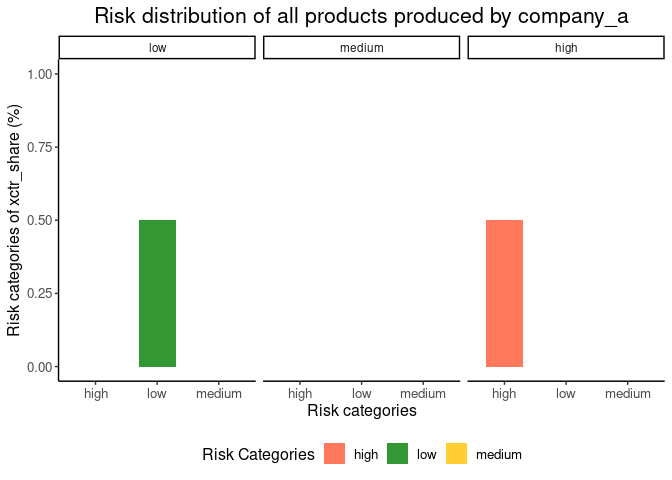 Risk distribution of all products produced by company_a
low medium high
1.00
0.75
0.50
0.25
0.00
Risk categories of xctr_share (%)
high low medium high low medium high low medium
Risk categories
Risk Categories high low medium